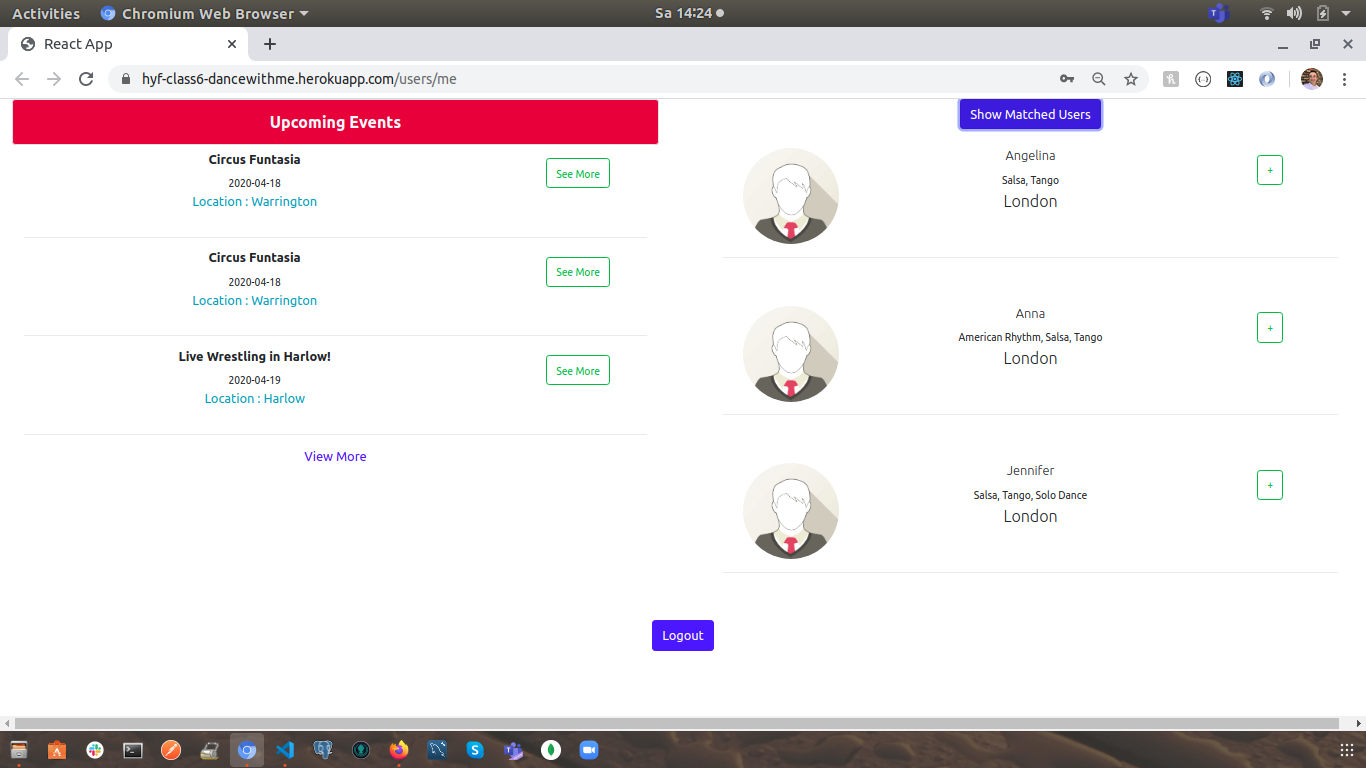 Activities Chromium Web Browser Sa 14:24
React App
hyf-class6-dancewithme.herokuapp.com/users/me
Upcoming Events
Circus Funtasia
2020-04-18
Location : Warrington
See More
Circus Funtasia
2020-04-18
Location : Warrington
See More
Live Wrestling in Harlow!
2020-04-19
Location : Harlow
See More
View More
Show Matched Users
Angelina
Salsa, Tango
London
+
Anna
American Rhythm, Salsa, Tango
London
+
Jennifer
Salsa, Tango, Solo Dance
London
+
Logout